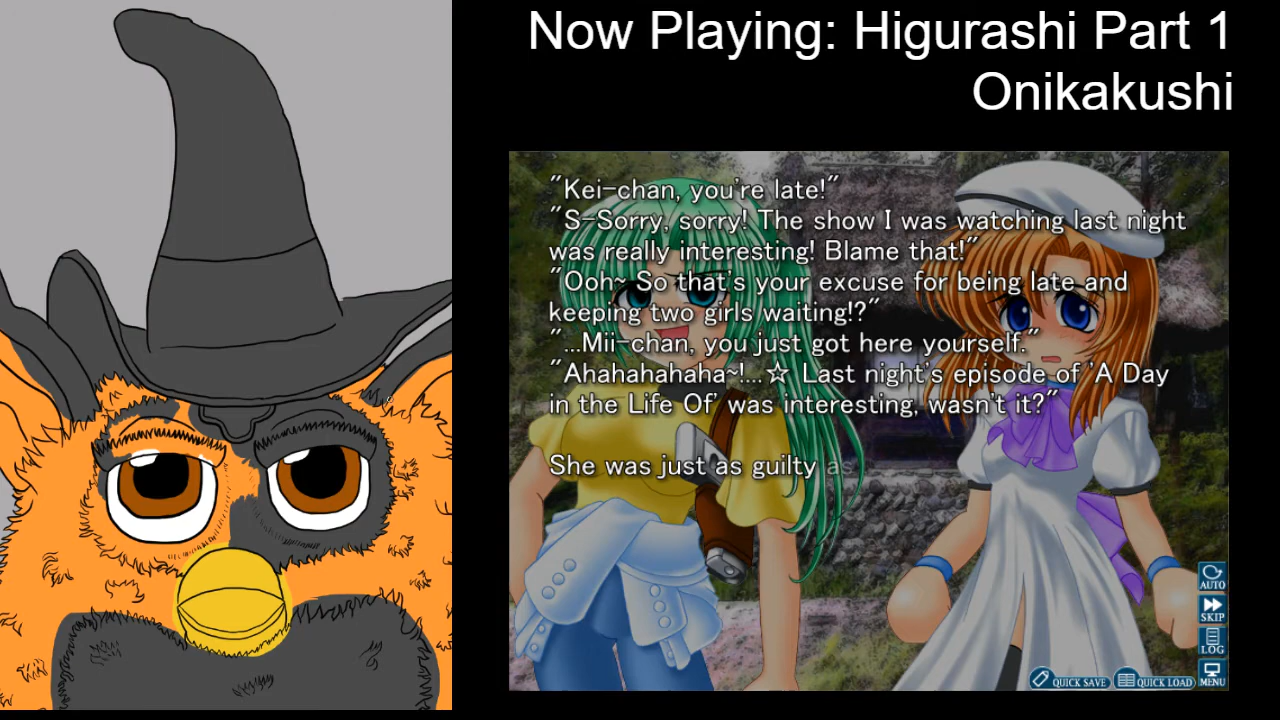 Now Playing: Higurashi Part 1
Onikakushi
"Kei-chan, you're late!"
"S-Sorry, sorry! The show I was watching last night
was really interesting! Blame that!"
"Ooh~ So that's your excuse for being late and
keeping two girls waiting!?"
"...Mii-chan, you just got here yourself."
"Ahahahahaha~!...☆ Last night's episode of 'A Day
in the Life Of' was interesting, wasn't it?"
She was just as guilty as
AUTO
SKIP
LOG
MENU
QUICK SAVE
QUICK LOAD